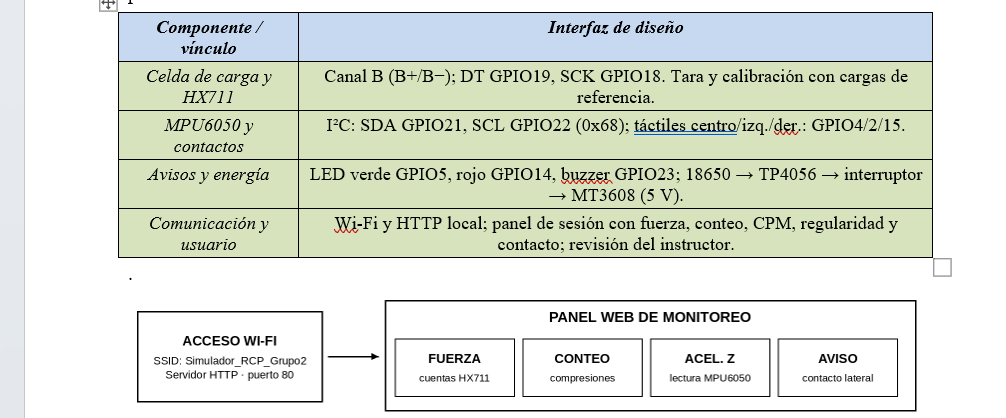 Componente /
vínculo
Interfaz de diseño
Celda de carga y
HX711
Canal B (B+/B−); DT GPIO19, SCK GPIO18. Tara y calibración con cargas de
referencia.
MPU6050 y
contactos
I²C: SDA GPIO21, SCL GPIO22 (0x68); táctiles centro/izq./der.: GPIO4/2/15.
Avisos y energía
LED verde GPIO5, rojo GPIO14, buzzer GPIO23; 18650 → TP4056 → interruptor
→ MT3608 (5 V).
Comunicación y
usuario
Wi-Fi y HTTP local; panel de sesión con fuerza, conteo, CPM, regularidad y
contacto; revisión del instructor.
.
ACCESO WI-FI
SSID: Simulador_RCP_Grupo2
Servidor HTTP · puerto 80
PANEL WEB DE MONITOREO
FUERZA
cuentas HX711
CONTEO
compresiones
ACEL. Z
lectura MPU6050
AVISO
contacto lateral